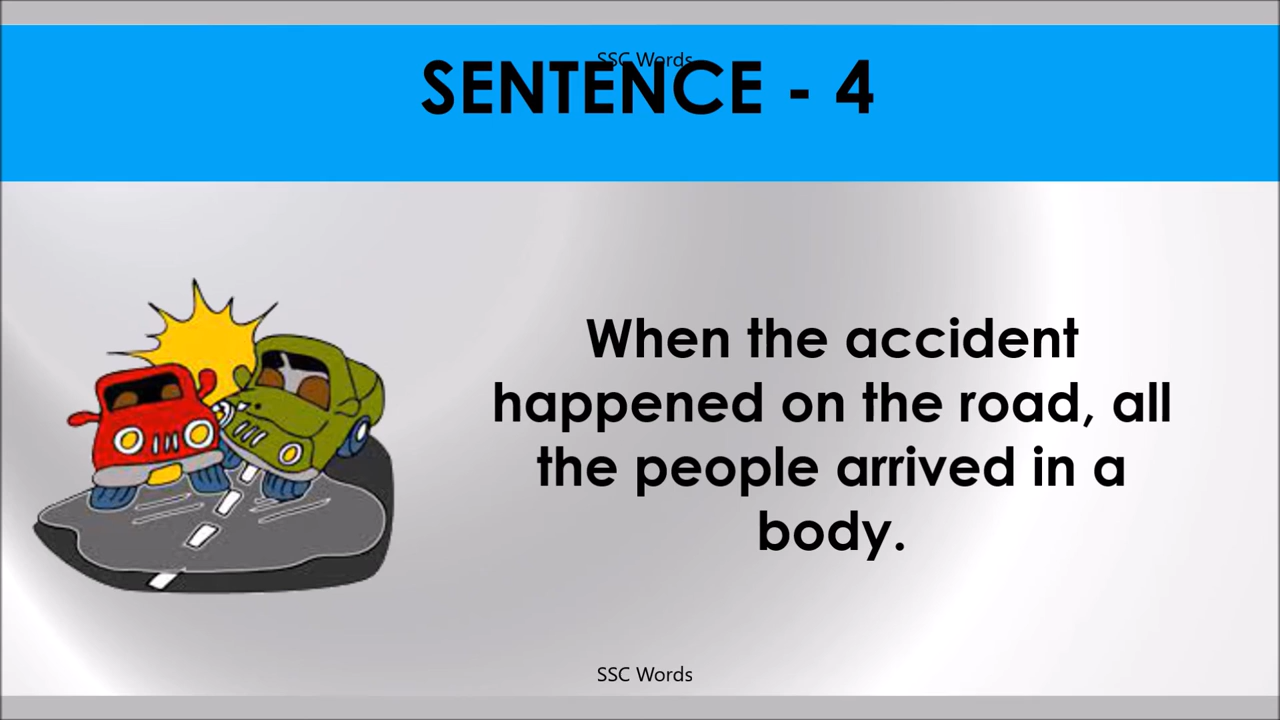 SSC Words
SENTENCE - 4
When the accident
happened on the road, all
the people arrived in a
body.
SSC Words